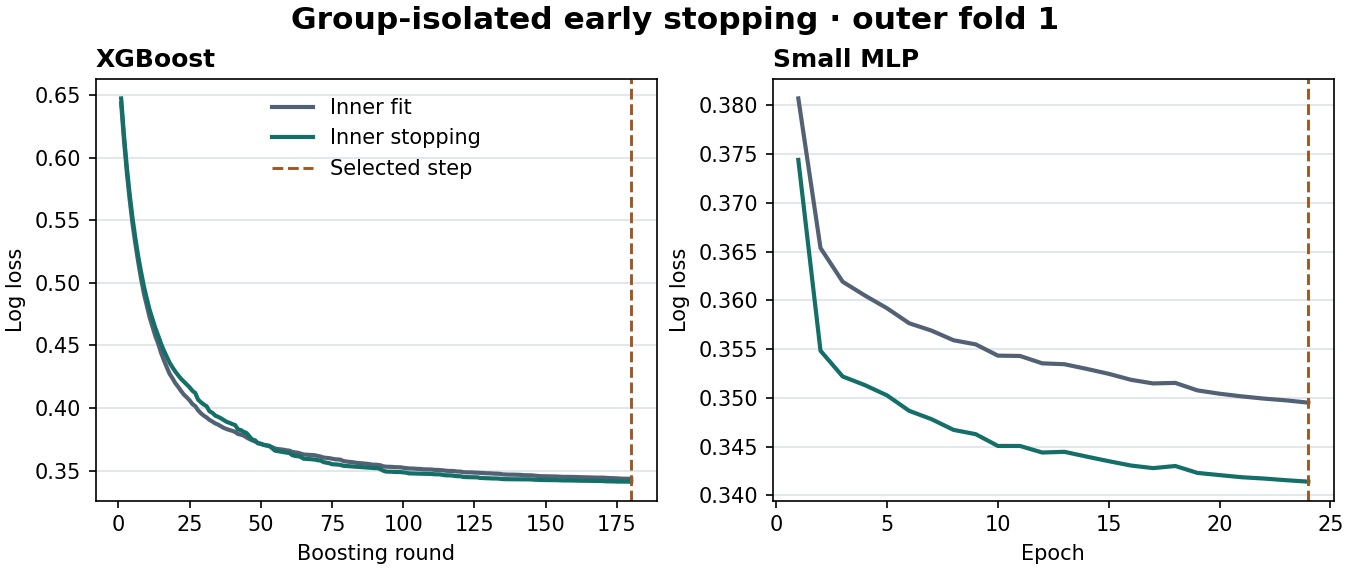 Group-isolated early stopping · outer fold 1
XGBoost
Log loss
0.65
0.60
0.55
0.50
0.45
0.40
0.35
Inner fit
Inner stopping
Selected step
0 25 50 75 100 125 150 175
Boosting round
Small MLP
Log loss
0.380
0.375
0.370
0.365
0.360
0.355
0.350
0.345
0.340
0 5 10 15 20 25
Epoch